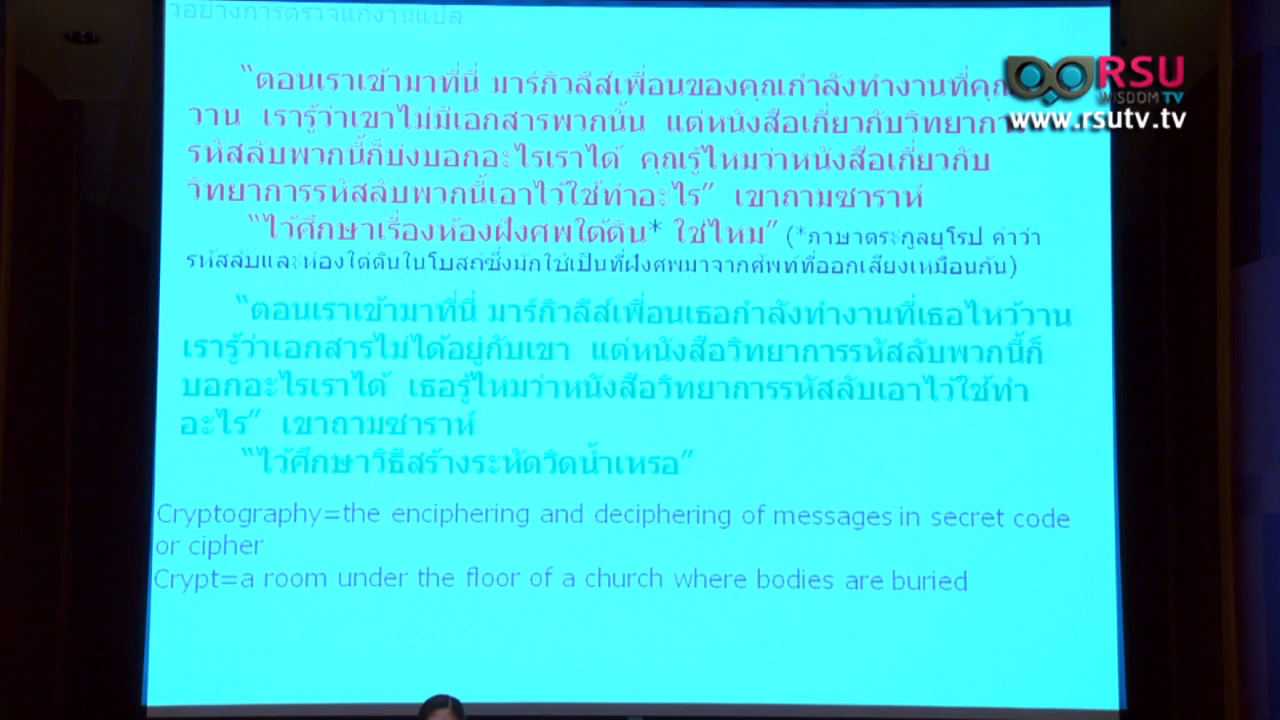 วอย่างการตรวจแก้งานแปล
RSU
WISDOM TV
www.rsutv.tv
“ตอนเราเข้ามาที่นี่ มาร์กิวลีส์เพื่อนของคุณกำลังทำงานที่คุณ
วาน เรารู้ว่าเขาไม่มีเอกสารพวกนั้น แต่หนังสือเกี่ยวกับวิทยากา
รหัสลับพวกนี้ก็บ่งบอกอะไรเราได้ คุณรู้ไหมว่าหนังสือเกี่ยวกับ
วิทยาการรหัสลับพวกนี้เอาไว้ใช้ทำอะไร” เขาถามซาราห์
“ไว้ศึกษาเรื่องห้องฝังศพใต้ดิน* ใช่ไหม” (*ภาษาตระกูลยุโรป คำว่า
รหัสลับและห้องใต้ดินในโบสถ์ซึ่งมักใช้เป็นที่ฝังศพมาจากศัพท์ที่ออกเสียงเหมือนกัน)
“ตอนเราเข้ามาที่นี่ มาร์กิวลีส์เพื่อนเธอกำลังทำงานที่เธอไหว้วาน
เรารู้ว่าเอกสารไม่ได้อยู่กับเขา แต่หนังสือวิทยาการรหัสลับพวกนี้ก็
บอกอะไรเราได้ เธอรู้ไหมว่าหนังสือวิทยาการรหัสลับเอาไว้ใช้ทำ
อะไร” เขาถามซาราห์
“ไว้ศึกษาวิธีสร้างระหัดวิดน้ำเหรอ”
Cryptography=the enciphering and deciphering of messages in secret code
or cipher
Crypt=a room under the floor of a church where bodies are buried